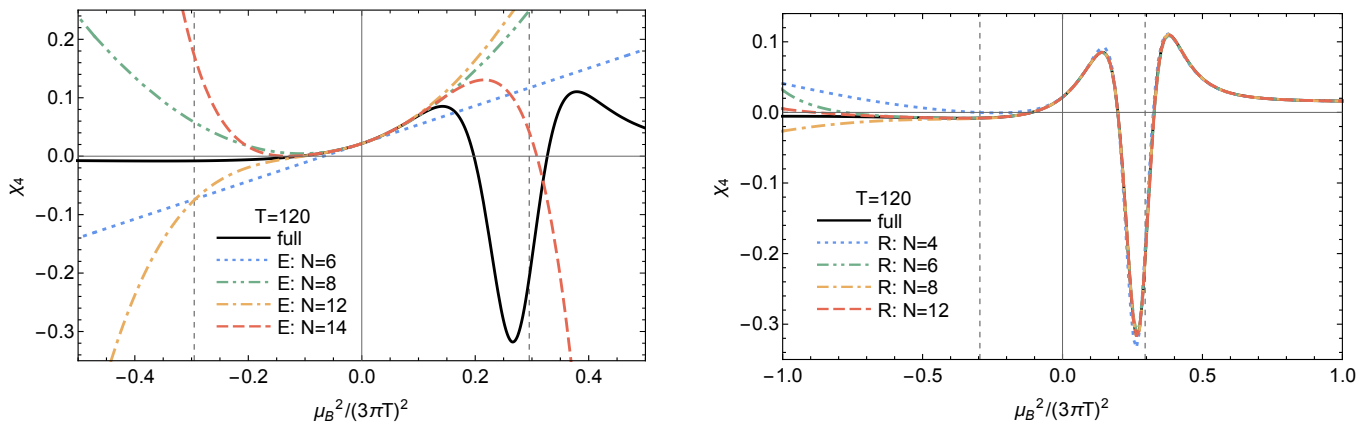 0.2
0.1
0.0
−0.1
−0.2
−0.3
χ4
T=120
full
E: N=6
E: N=8
E: N=12
E: N=14
−0.4 −0.2 0.0 0.2 0.4
μB²/(3πT)²
0.1
0.0
−0.1
−0.2
−0.3
χ4
T=120
full
R: N=4
R: N=6
R: N=8
R: N=12
−1.0 −0.5 0.0 0.5 1.0
μB²/(3πT)²